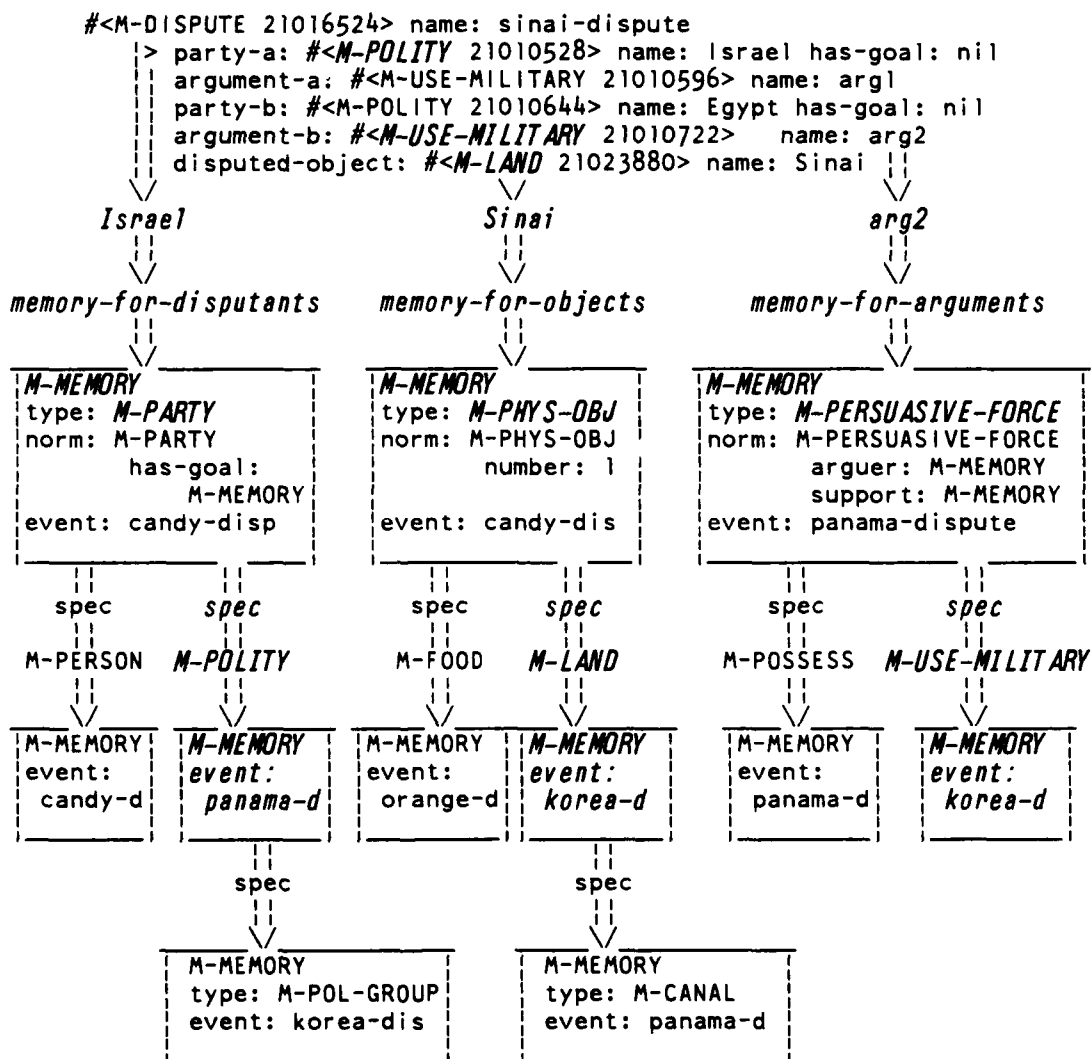 #<M-DISPUTE 21016524> name: sinai-dispute
> party-a: #<M-POLITY 21010528> name: Israel has-goal: nil
argument-a: #<M-USE-MILITARY 21010596> name: arg1
party-b: #<M-POLITY 21010644> name: Egypt has-goal: nil
argument-b: #<M-USE-MILITARY 21010722> name: arg2
disputed-object: #<M-LAND 21023880> name: Sinai
Israel Sinai arg2
memory-for-disputants memory-for-objects memory-for-arguments
M-MEMORY M-MEMORY M-MEMORY
type: M-PARTY type: M-PHYS-OBJ type: M-PERSUASIVE-FORCE
norm: M-PARTY norm: M-PHYS-OBJ norm: M-PERSUASIVE-FORCE
has-goal: number: 1 arguer: M-MEMORY
M-MEMORY support: M-MEMORY
event: candy-disp event: candy-dis event: panama-dispute
spec spec spec spec spec spec
M-PERSON M-POLITY M-FOOD M-LAND M-POSSESS M-USE-MILITARY
M-MEMORY M-MEMORY M-MEMORY M-MEMORY M-MEMORY M-MEMORY
event: event: event: event: event: event:
candy-d panama-d orange-d korea-d panama-d korea-d
spec spec
M-MEMORY M-MEMORY
type: M-POL-GROUP type: M-CANAL
event: korea-dis event: panama-d